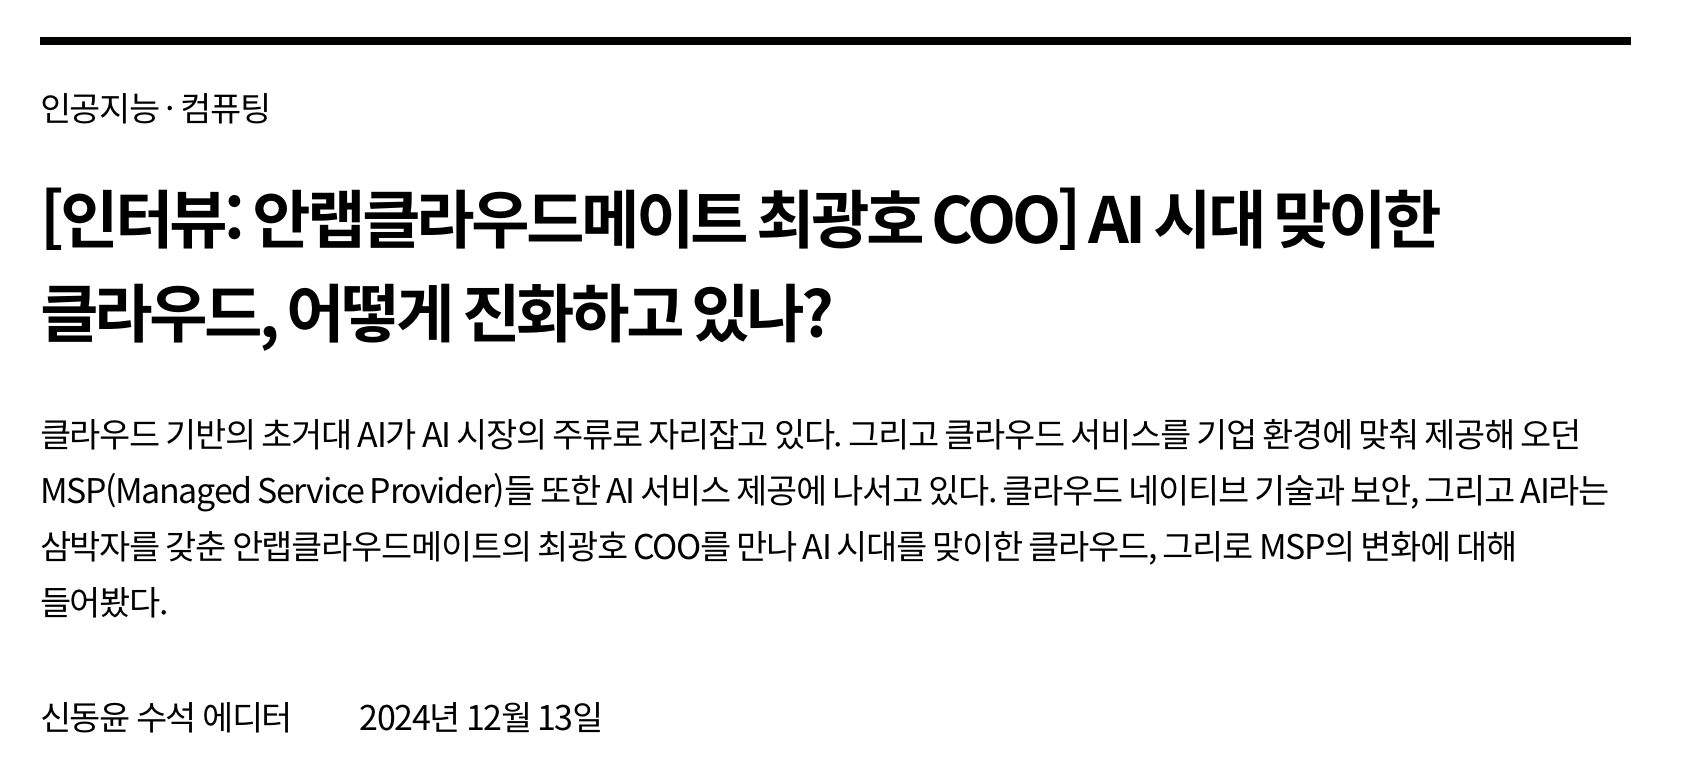 인공지능 · 컴퓨팅
[인터뷰: 안랩클라우드메이트 최광호 COO] AI 시대 맞이한
클라우드, 어떻게 진화하고 있나?
클라우드 기반의 초거대 AI가 AI 시장의 주류로 자리잡고 있다. 그리고 클라우드 서비스를 기업 환경에 맞춰 제공해 오던
MSP(Managed Service Provider)들 또한 AI 서비스 제공에 나서고 있다. 클라우드 네이티브 기술과 보안, 그리고 AI라는
삼박자를 갖춘 안랩클라우드메이트의 최광호 COO를 만나 AI 시대를 맞이한 클라우드, 그리로 MSP의 변화에 대해
들어봤다.
신동윤 수석 에디터 2024년 12월 13일